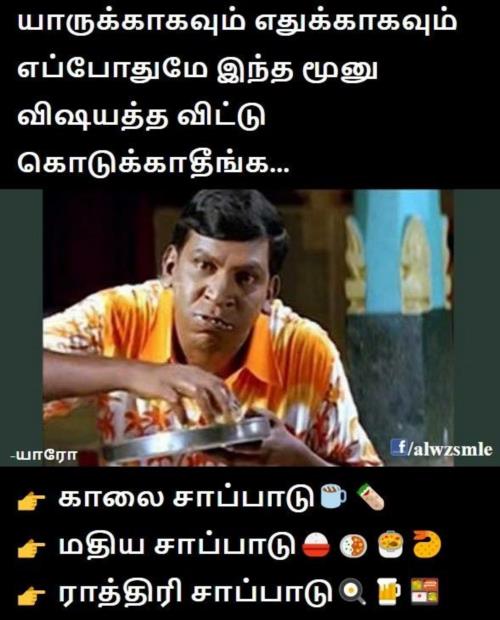 யாருக்காகவும் எதுக்காகவும்
எப்போதுமே இந்த மூனு
விஷயத்த விட்டு
கொடுக்காதீங்க...
-யாரோ
f/alwzsmle
👉 காலை சாப்பாடு☕🌯
👉 மதிய சாப்பாடு🍚🍛🍲🍤
👉 ராத்திரி சாப்பாடு🍳🍺🍱